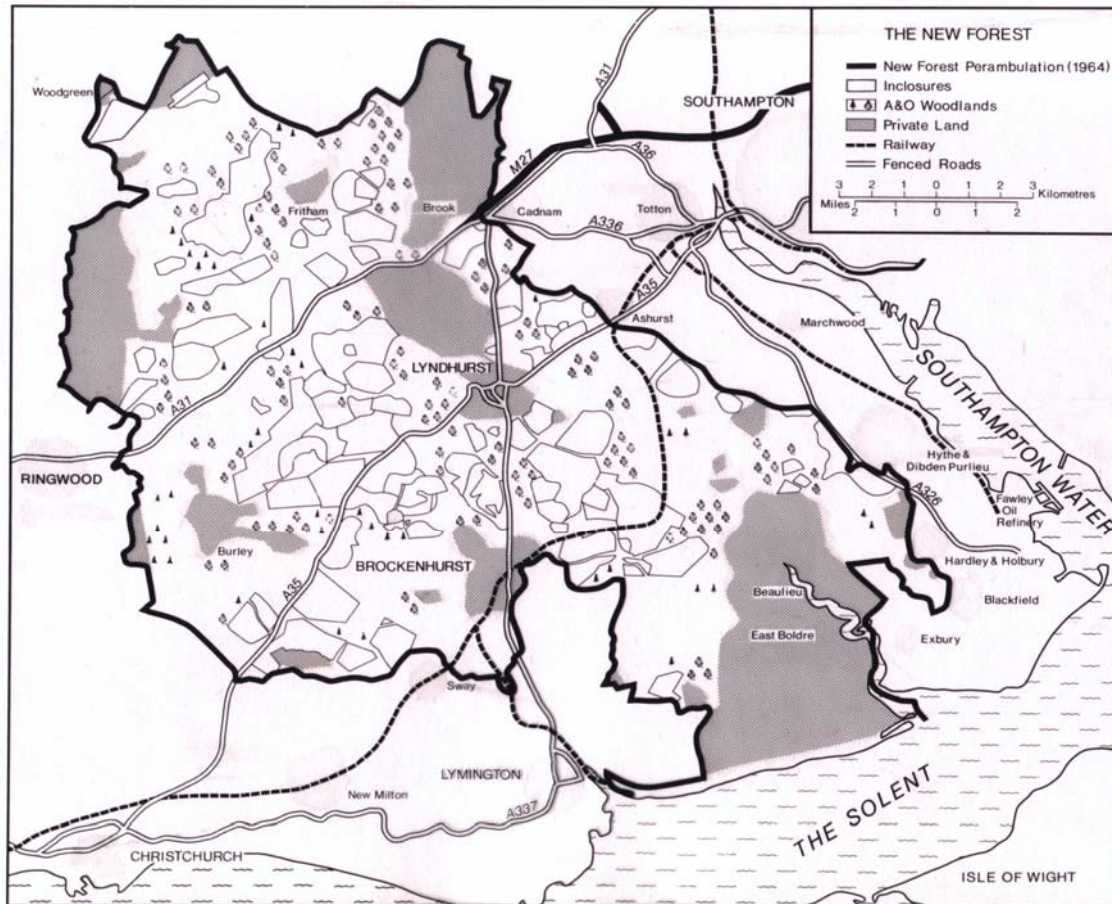 THE NEW FOREST
New Forest Perambulation (1964)
Inclosures
A&O Woodlands
Private Land
Railway
Fenced Roads
3 2 1 0 1 2 3 Kilometres
Miles 2 1 0 1 2
Woodgreen
A31
SOUTHAMPTON
M27
A36
Fritham
Brook
Cadnam
Totton
A336
A35
Ashurst
Marchwood
SOUTHAMPTON WATER
LYNDHURST
A31
RINGWOOD
Hythe &
Dibden Purlieu
A326
Fawley
Oil
Refinery
Burley
BROCKENHURST
Hardley & Holbury
A35
Beaulieu
Blackfield
East Boldre
Exbury
Sway
LYMINGTON
New Milton
A337
THE SOLENT
CHRISTCHURCH
ISLE OF WIGHT